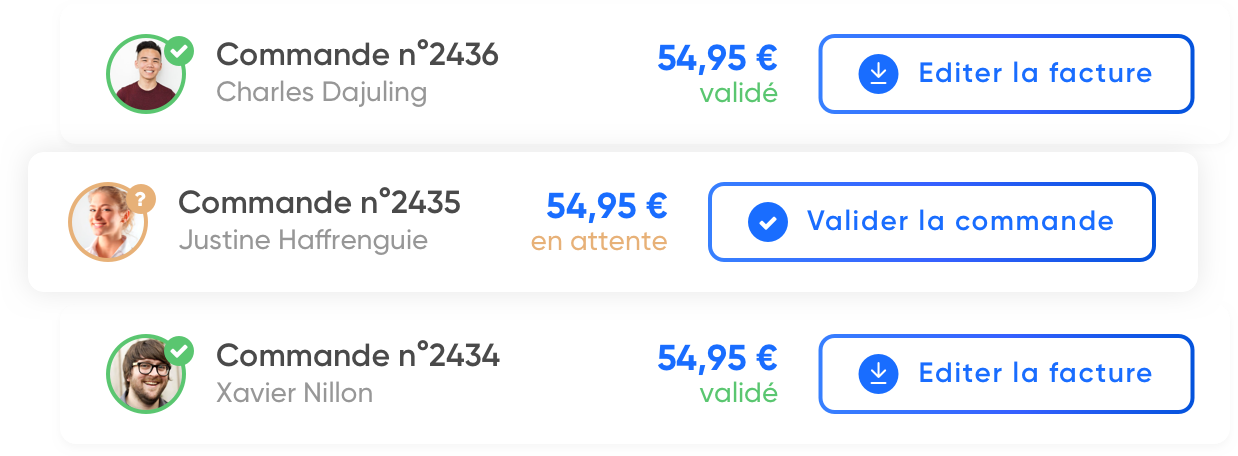 Commande n°2436
Charles Dajuling
54,95 €
validé
Editer la facture
?
Commande n°2435
Justine Haffrenguie
54,95 €
en attente
Valider la commande
Commande n°2434
Xavier Nillon
54,95 €
validé
Editer la facture